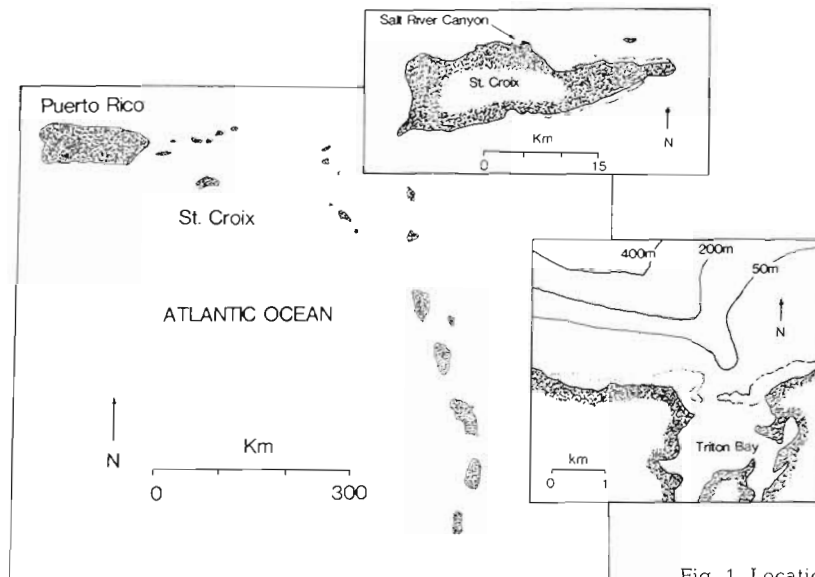 Salt River Canyon
St. Croix
N
Km
0 15
Puerto Rico
St. Croix
ATLANTIC OCEAN
N
Km
0 300
400m
200m
50m
N
Triton Bay
km
0 1
Fig. 1 Locatio